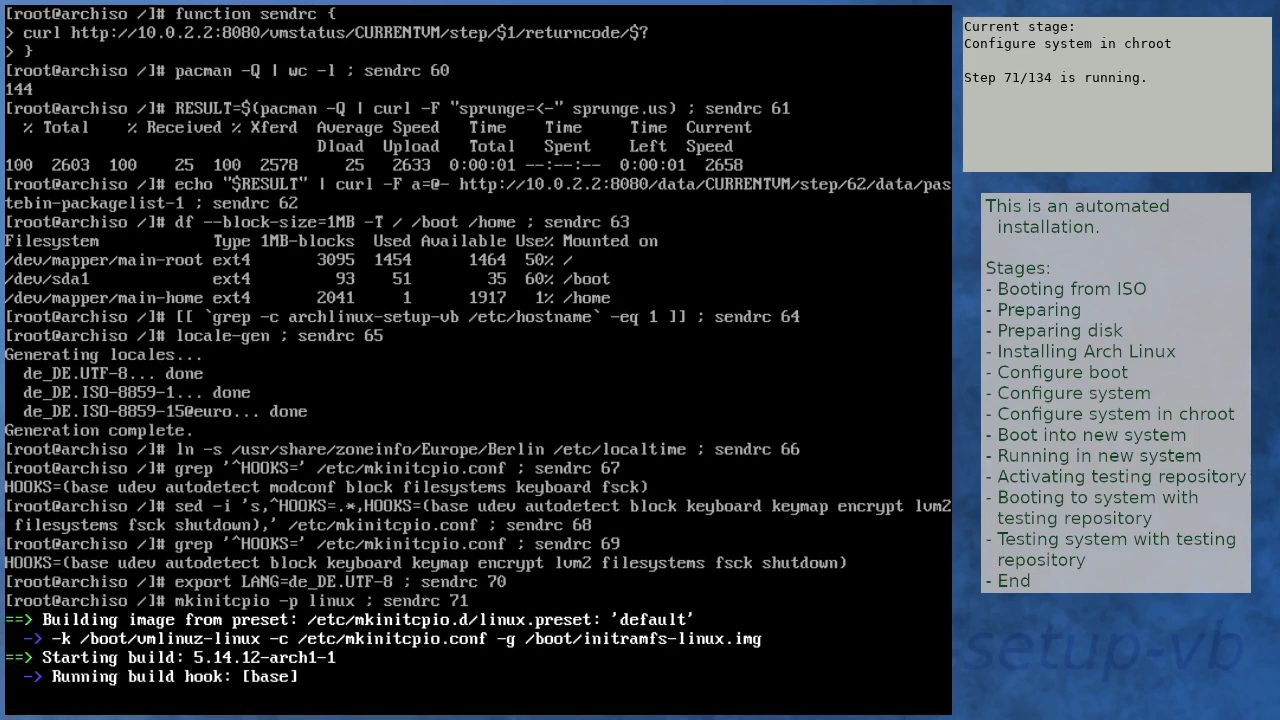 [root@archiso /]# function sendrc {
> curl http://10.0.2.2:8080/vmstatus/CURRENTVM/step/$1/returncode/$?
> }
[root@archiso /]# pacman -Q | wc -l ; sendrc 60
144
[root@archiso /]# RESULT=$(pacman -Q | curl -F "sprunge=<-" sprunge.us) ; sendrc 61
  % Total    % Received % Xferd  Average Speed   Time    Time     Time  Current
                                 Dload  Upload   Total   Spent    Left  Speed
100  2603  100    25  100  2578     25   2633  0:00:01 --:--:--  0:00:01  2658
[root@archiso /]# echo "$RESULT" | curl -F a=@- http://10.0.2.2:8080/data/CURRENTVM/step/62/data/pas
tebin-packagelist-1 ; sendrc 62
[root@archiso /]# df --block-size=1MB -T / /boot /home ; sendrc 63
Filesystem            Type 1MB-blocks  Used Available Use% Mounted on
/dev/mapper/main-root ext4       3095  1454      1464  50% /
/dev/sda1             ext4         93    51        35  60% /boot
/dev/mapper/main-home ext4       2041     1      1917   1% /home
[root@archiso /]# [[ `grep -c archlinux-setup-vb /etc/hostname` -eq 1 ]] ; sendrc 64
[root@archiso /]# locale-gen ; sendrc 65
Generating locales...
  de_DE.UTF-8... done
  de_DE.ISO-8859-1... done
  de_DE.ISO-8859-15@euro... done
Generation complete.
[root@archiso /]# ln -s /usr/share/zoneinfo/Europe/Berlin /etc/localtime ; sendrc 66
[root@archiso /]# grep '^HOOKS=' /etc/mkinitcpio.conf ; sendrc 67
HOOKS=(base udev autodetect modconf block filesystems keyboard fsck)
[root@archiso /]# sed -i 's,^HOOKS=.*,HOOKS=(base udev autodetect block keyboard keymap encrypt lvm2
 filesystems fsck shutdown),' /etc/mkinitcpio.conf ; sendrc 68
[root@archiso /]# grep '^HOOKS=' /etc/mkinitcpio.conf ; sendrc 69
HOOKS=(base udev autodetect block keyboard keymap encrypt lvm2 filesystems fsck shutdown)
[root@archiso /]# export LANG=de_DE.UTF-8 ; sendrc 70
[root@archiso /]# mkinitcpio -p linux ; sendrc 71
==> Building image from preset: /etc/mkinitcpio.d/linux.preset: 'default'
  -> -k /boot/vmlinuz-linux -c /etc/mkinitcpio.conf -g /boot/initramfs-linux.img
==> Starting build: 5.14.12-arch1-1
  -> Running build hook: [base]
Current stage:
Configure system in chroot
Step 71/134 is running.
This is an automated
installation.
Stages:
- Booting from ISO
- Preparing
- Preparing disk
- Installing Arch Linux
- Configure boot
- Configure system
- Configure system in chroot
- Boot into new system
- Running in new system
- Activating testing repository
- Booting to system with
testing repository
- Testing system with testing
repository
- End
-setup-vb